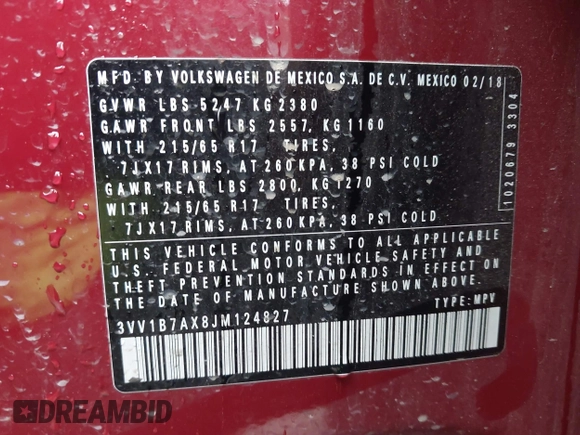 MFD. BY VOLKSWAGEN DE MEXICO S.A. DE C.V. MEXICO 02/18
GVWR LBS 5247 KG 2380
GAWR FRONT LBS 2557, KG 1160
WITH 215/65 R17 TIRES,
7JX17 RIMS, AT 260 KPA, 38 PSI COLD
GAWR REAR LBS 2800, KG 1270
WITH 215/65 R17 TIRES,
7JX17 RIMS, AT 260 KPA, 38 PSI COLD
THIS VEHICLE CONFORMS TO ALL APPLICABLE
U.S. FEDERAL MOTOR VEHICLE SAFETY AND
THEFT PREVENTION STANDARDS IN EFFECT ON
THE DATE OF MANUFACTURE SHOWN ABOVE
3VV1B7AX8JM124827 TYPE: MPV
1020679 3304
DREAMBID